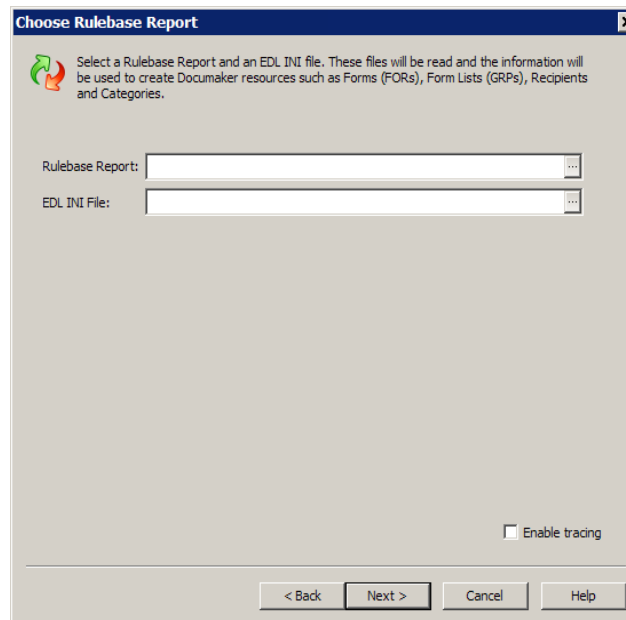 Choose Rulebase Report
Select a Rulebase Report and an EDL INI file. These files will be read and the information will
be used to create Documaker resources such as Forms (FORs), Form Lists (GRPs), Recipients
and Categories.
Rulebase Report: ...
EDL INI File: ...
Enable tracing
< Back Next > Cancel Help